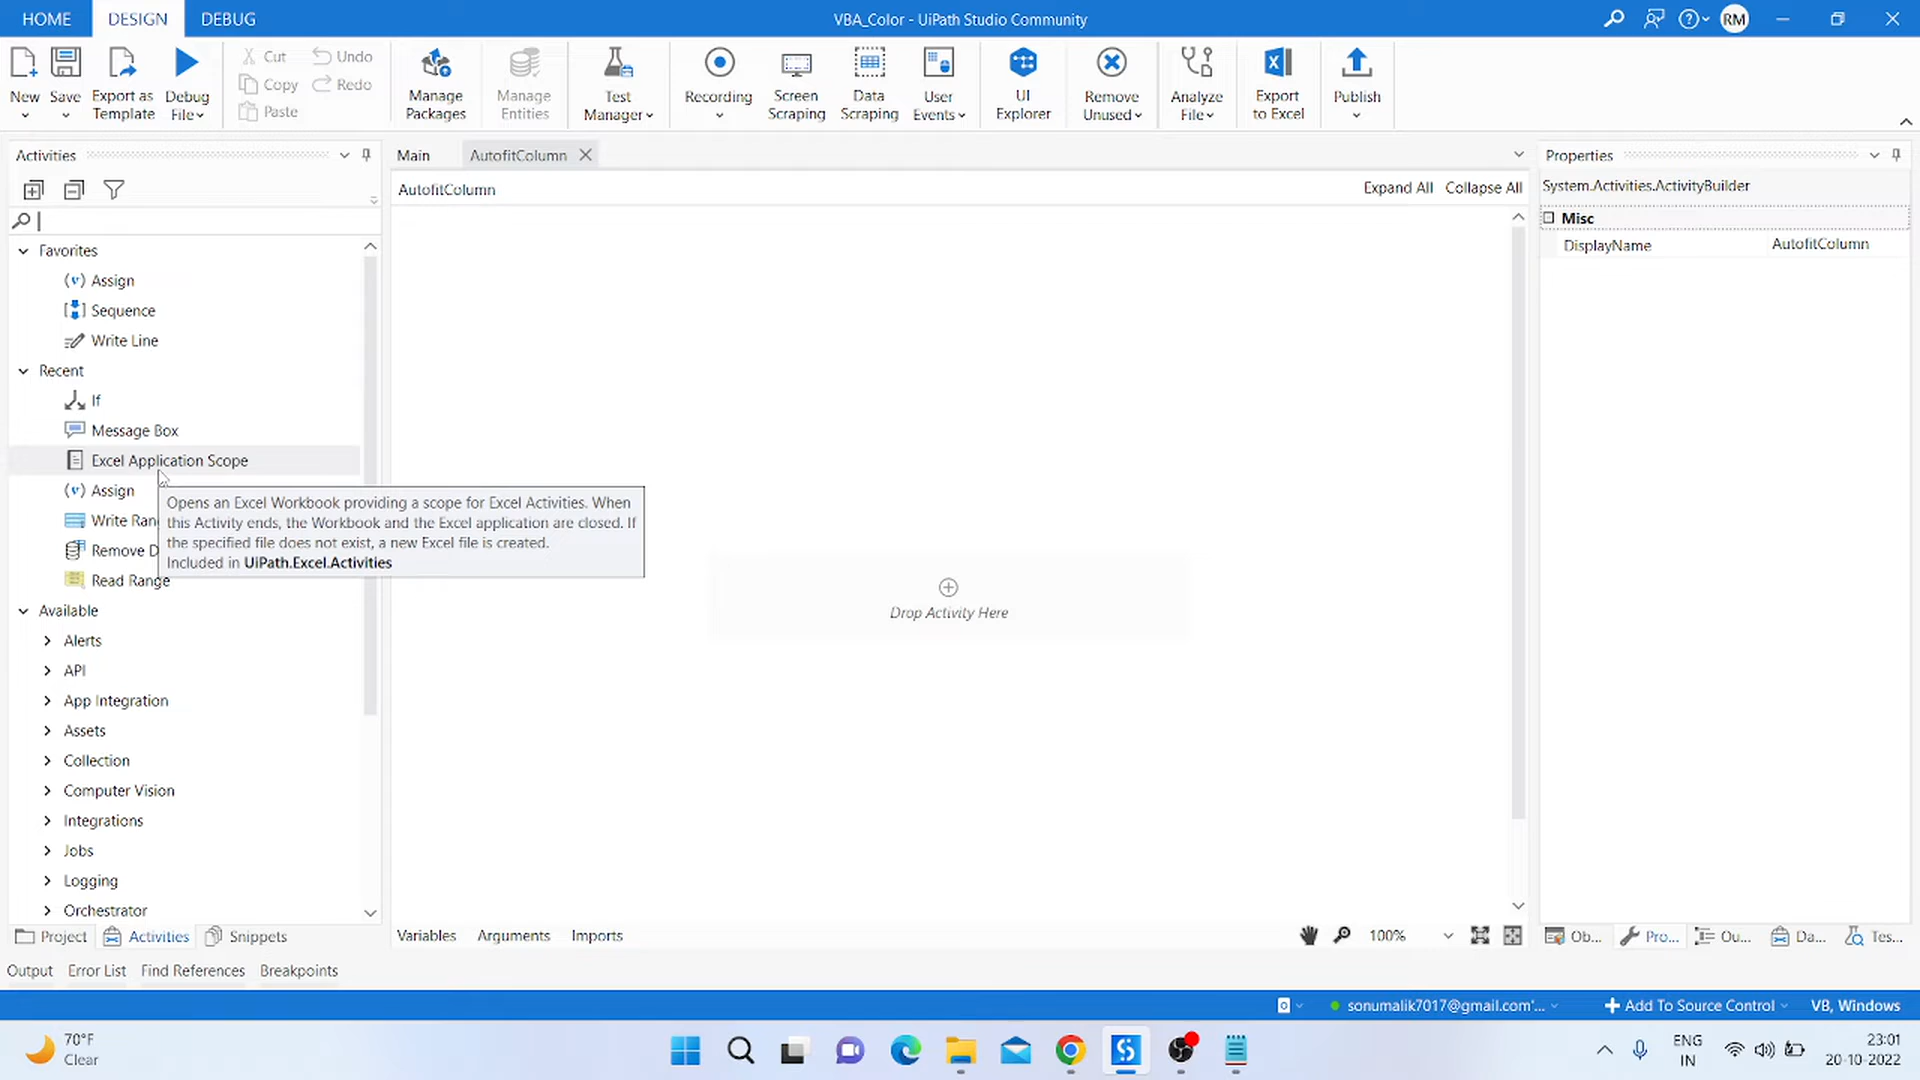 HOME DESIGN DEBUG VBA_Color - UiPath Studio Community RM
New Save Export as Template Debug File Cut Copy Paste Undo Redo Manage Packages Manage Entities Test Manager Recording Screen Scraping Data Scraping User Events UI Explorer Remove Unused Analyze File Export to Excel Publish
Activities
Main AutofitColumn
AutofitColumn Expand All Collapse All
Properties
System.Activities.ActivityBuilder
Misc
DisplayName AutofitColumn
Favorites
Assign
Sequence
Write Line
Recent
If
Message Box
Excel Application Scope
Assign
Write Ran
Remove D
Read Range
Opens an Excel Workbook providing a scope for Excel Activities. When
this Activity ends, the Workbook and the Excel application are closed. If
the specified file does not exist, a new Excel file is created.
Included in UiPath.Excel.Activities
Drop Activity Here
Available
Alerts
API
App Integration
Assets
Collection
Computer Vision
Integrations
Jobs
Logging
Orchestrator
Project Activities Snippets
Variables Arguments Imports 100%
Ob... Pro... Ou... Da... Tes...
Output Error List Find References Breakpoints
sonumalik7017@gmail.com'... Add To Source Control VB, Windows
70°F
Clear
ENG
IN
23:01
20-10-2022